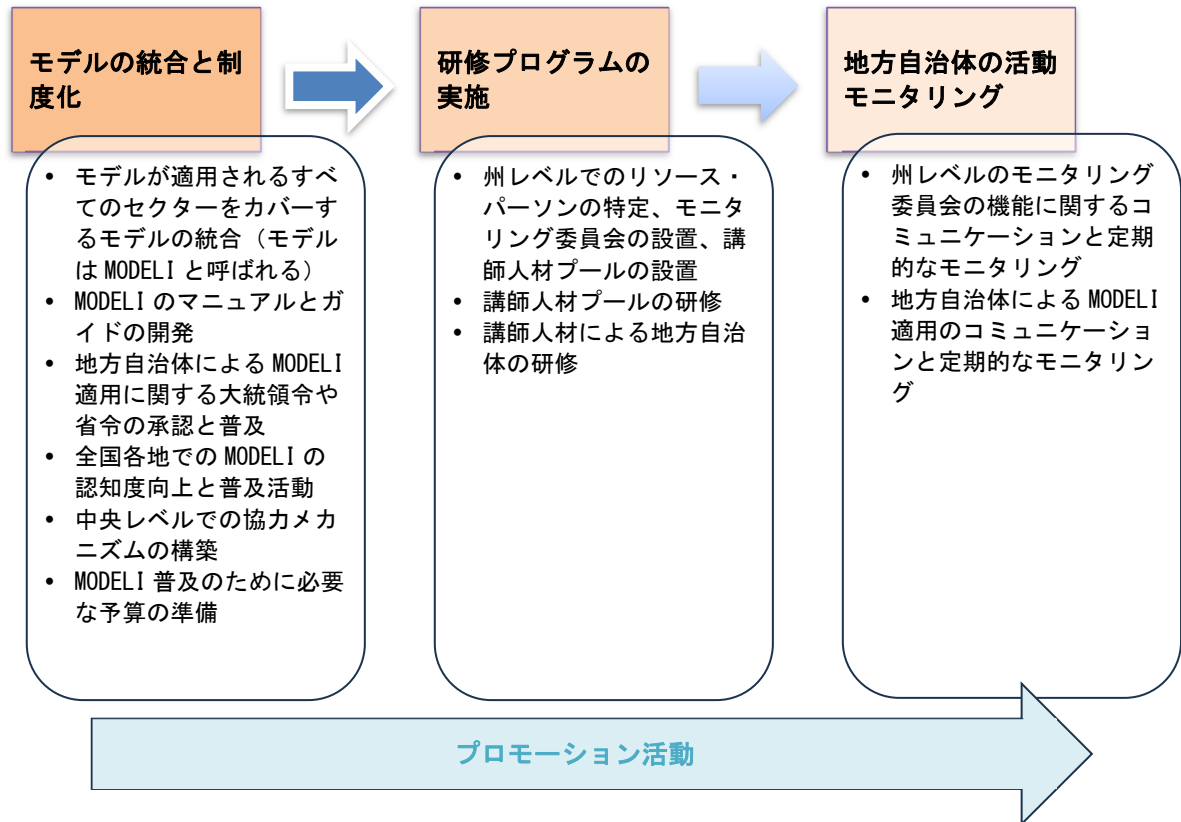 モデルの統合と制
度化
• モデルが適用されるすべ
てのセクターをカバーす
るモデルの統合（モデル
は MODELI と呼ばれる）
• MODELI のマニュアルとガ
イドの開発
• 地方自治体による MODELI
適用に関する大統領令や
省令の承認と普及
• 全国各地での MODELI の
認知度向上と普及活動
• 中央レベルでの協力メカ
ニズムの構築
• MODELI 普及のために必要
な予算の準備
研修プログラムの
実施
• 州レベルでのリソース・
パーソンの特定、モニタ
リング委員会の設置、講
師人材プールの設置
• 講師人材プールの研修
• 講師人材による地方自治
体の研修
地方自治体の活動
モニタリング
• 州レベルのモニタリング
委員会の機能に関するコ
ミュニケーションと定期
的なモニタリング
• 地方自治体による MODELI
適用のコミュニケーショ
ンと定期的なモニタリン
グ
プロモーション活動